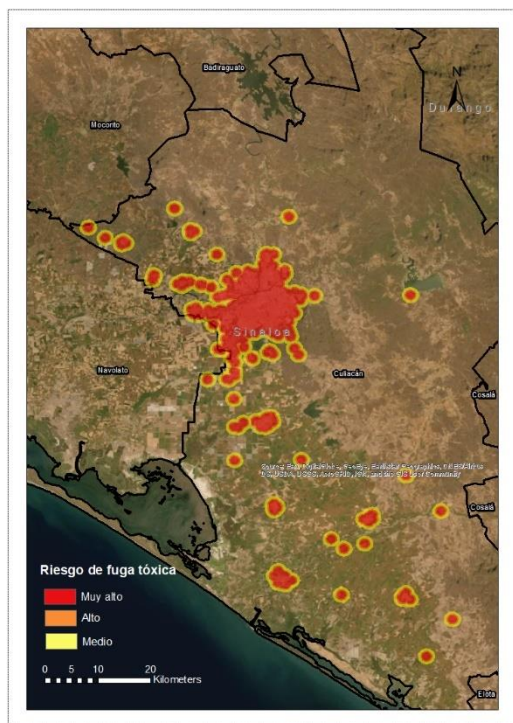 Badiraguato
N
Durango
Mocorito
Sinaloa
Culiacán
Navolato
Cosalá
Cosalá
Riesgo de fuga tóxica
Muy alto
Alto
Medio
0 5 10 20
Kilometers
Elota